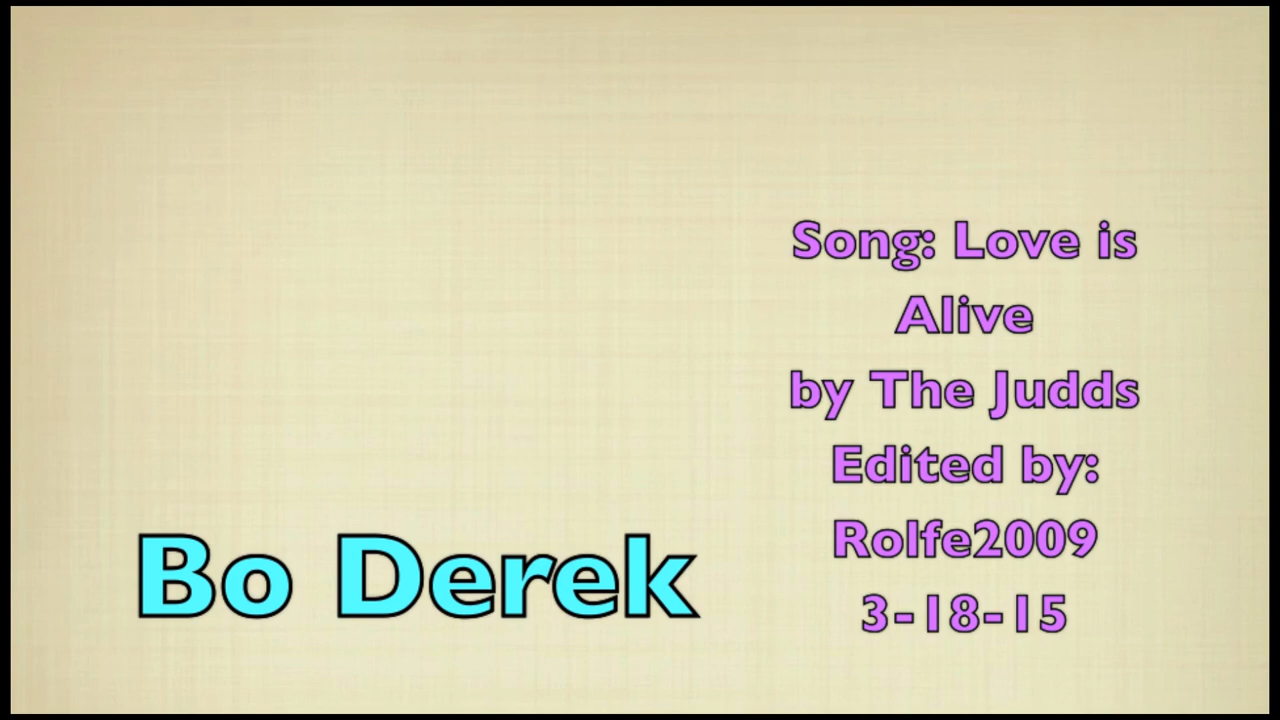 Bo Derek
Song: Love is
Alive
by The Judds
Edited by:
Rolfe2009
3-18-15